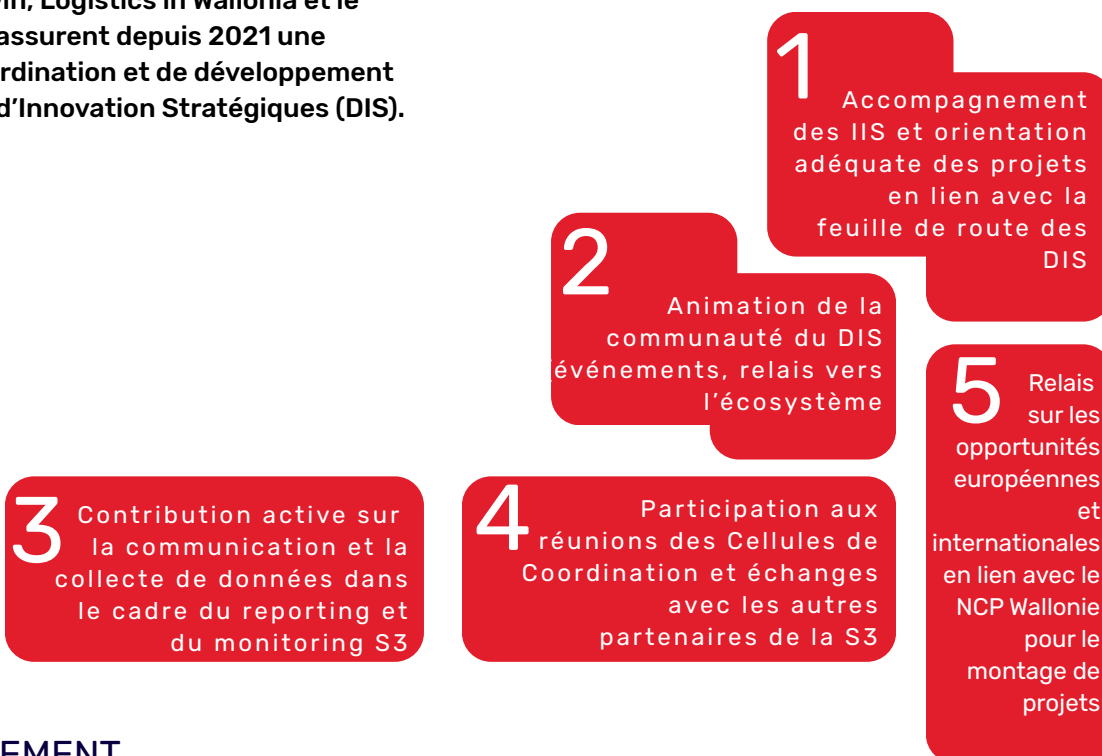 Logistics in Wallonia et le
assurent depuis 2021 une
rdination et de développement
d'Innovation Stratégiques (DIS).
1
Accompagnement
des IIS et orientation
adéquate des projets
en lien avec la
feuille de route des
DIS
2
Animation de la
communauté du DIS
événements, relais vers
l'écosystème
3
Contribution active sur
la communication et la
collecte de données dans
le cadre du reporting et
du monitoring S3
4
Participation aux
réunions des Cellules de
Coordination et échanges
avec les autres
partenaires de la S3
5
Relais
sur les
opportunités
européennes
et
internationales
en lien avec le
NCP Wallonie
pour le
montage de
projets
EMENT